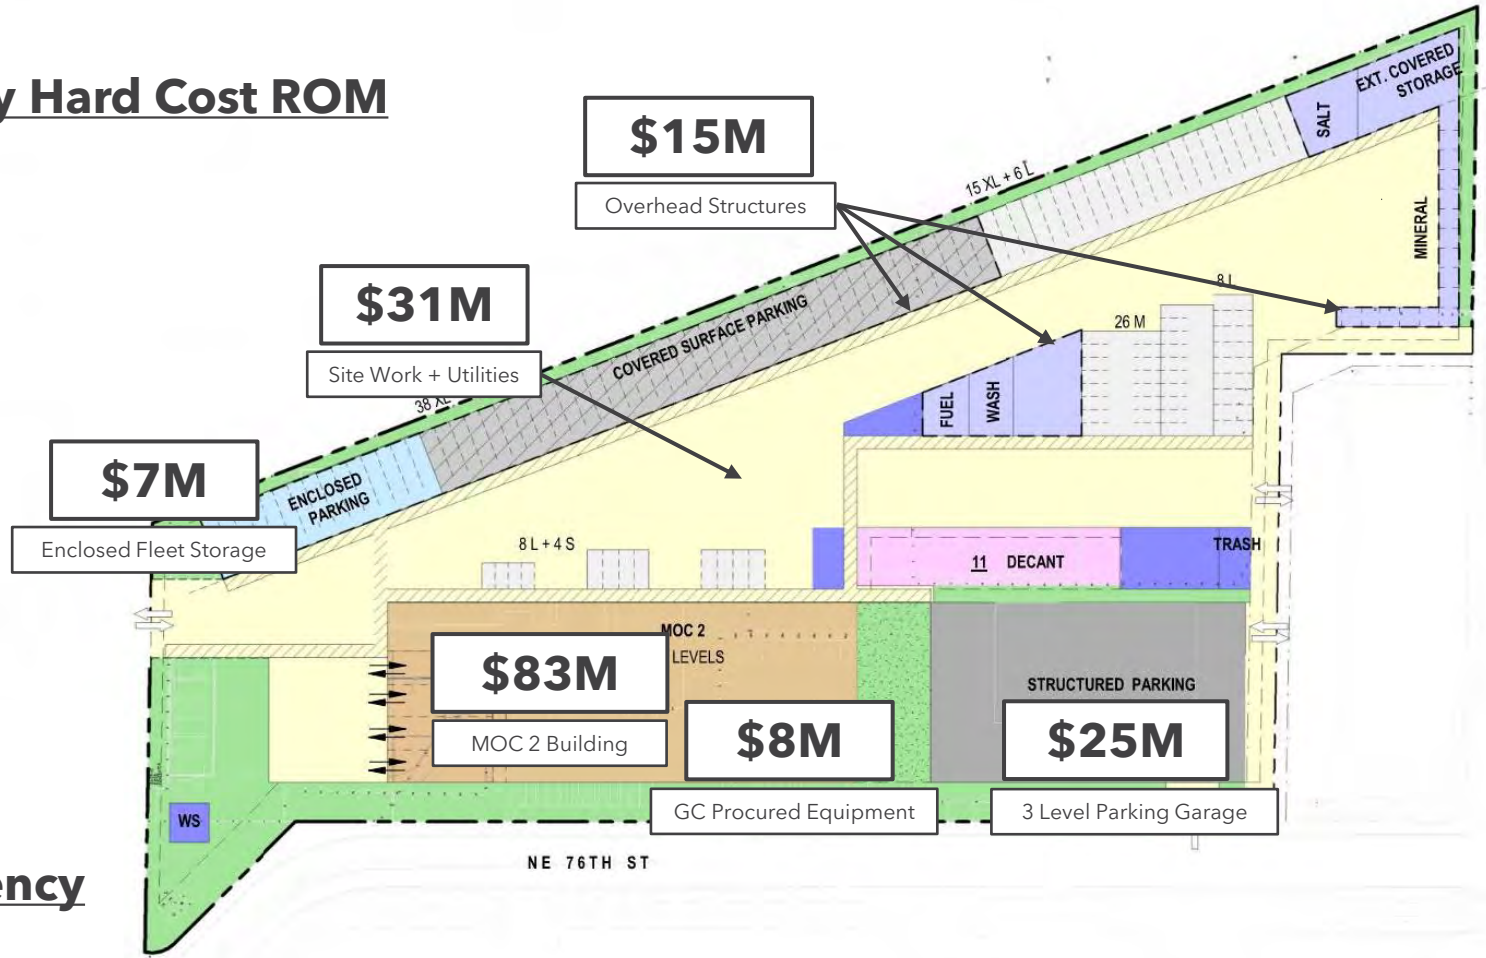 y Hard Cost ROM
$15M
Overhead Structures
$31M
Site Work + Utilities
$7M
Enclosed Fleet Storage
EXT. COVERED
STORAGE
SALT
MINERAL
15 XL + 6 L
COVERED SURFACE PARKING
38 XL
ENCLOSED
PARKING
8 L
26 M
FUEL
WASH
8 L + 4 S
11 DECANT
TRASH
MOC 2
LEVELS
$83M
MOC 2 Building
$8M
GC Procured Equipment
STRUCTURED PARKING
$25M
3 Level Parking Garage
WS
NE 76TH ST
ency